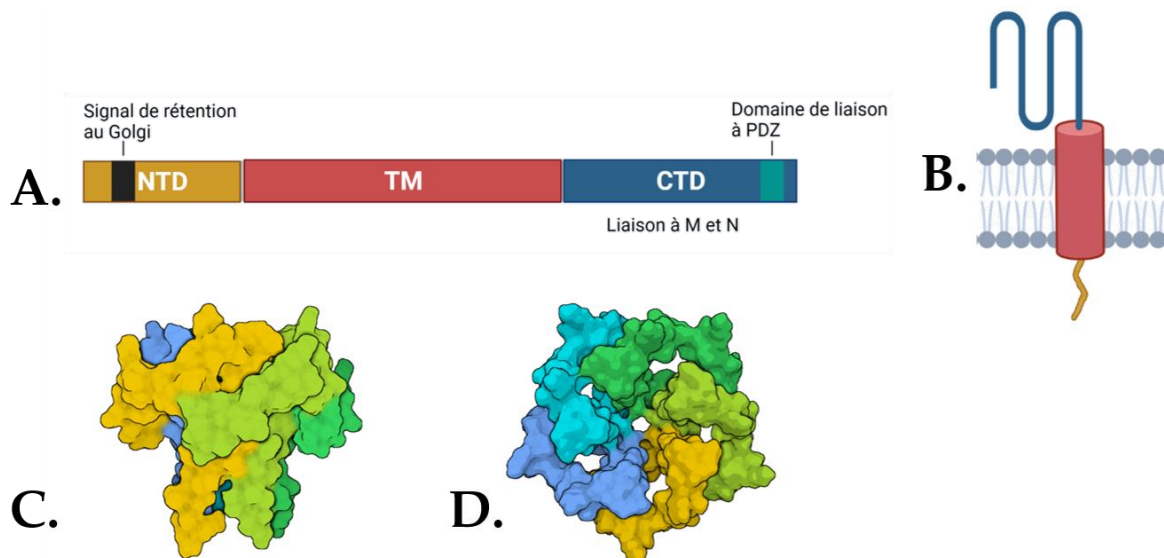 Signal de rétention
au Golgi
Domaine de liaison
à PDZ
A.
NTD
TM
CTD
Liaison à M et N
B.
C.
D.